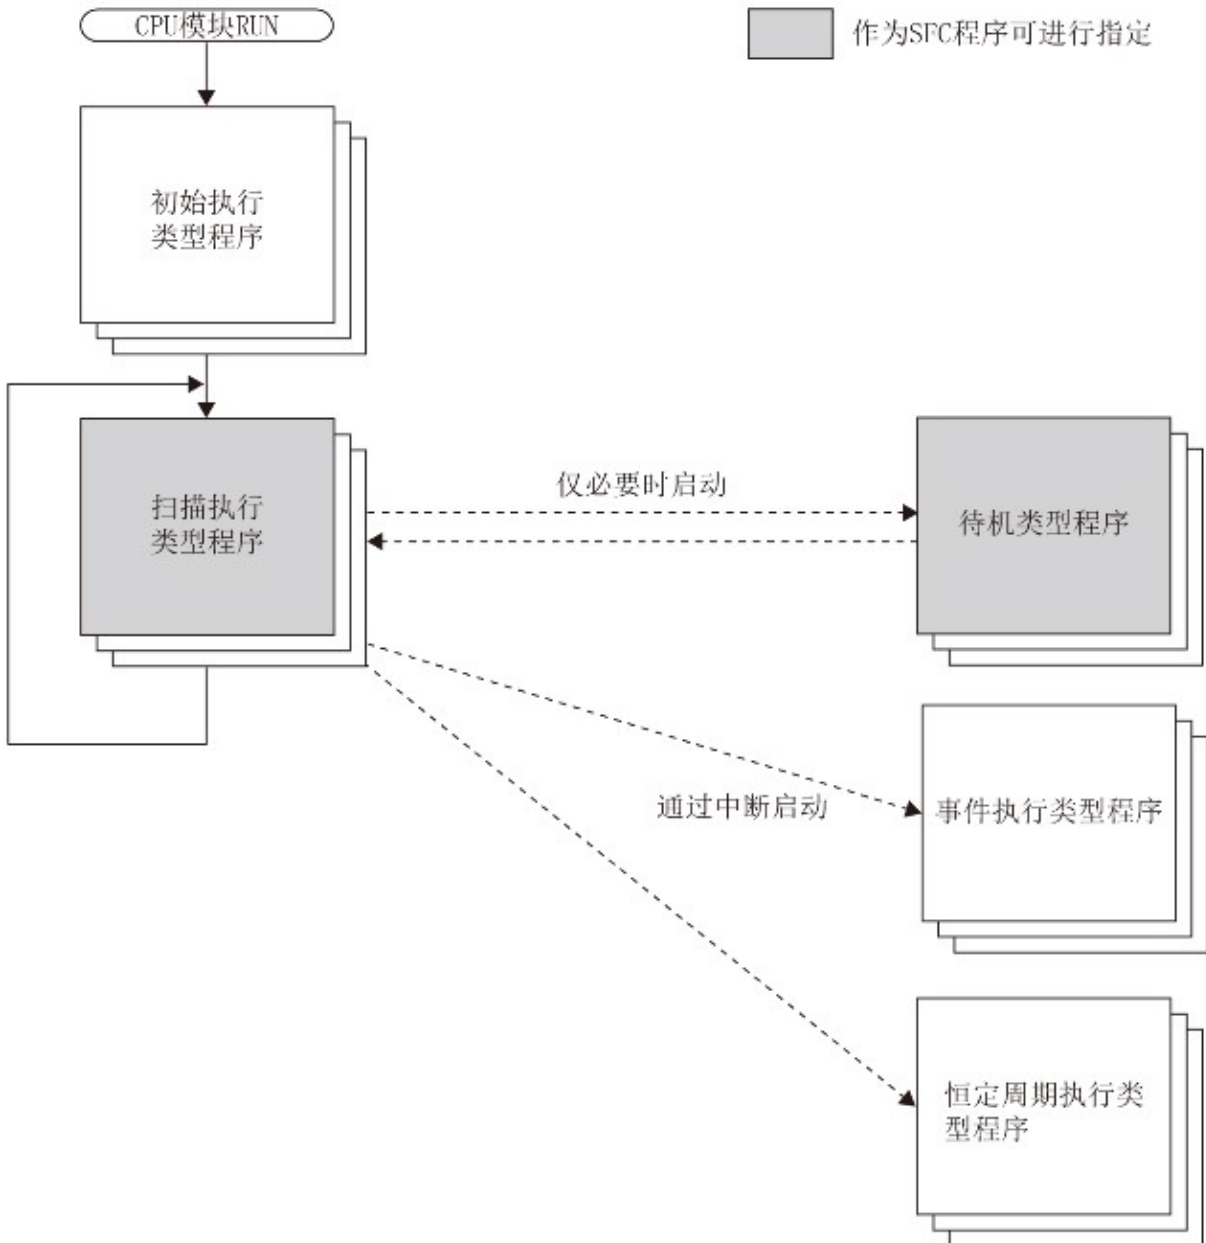 CPU模块RUN
作为SFC程序可进行指定
初始执行
类型程序
扫描执行
类型程序
仅必要时启动
待机类型程序
通过中断启动
事件执行类型程序
恒定周期执行类
型程序